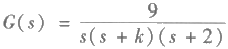 G(s) = 9 / s(s + k)(s + 2)